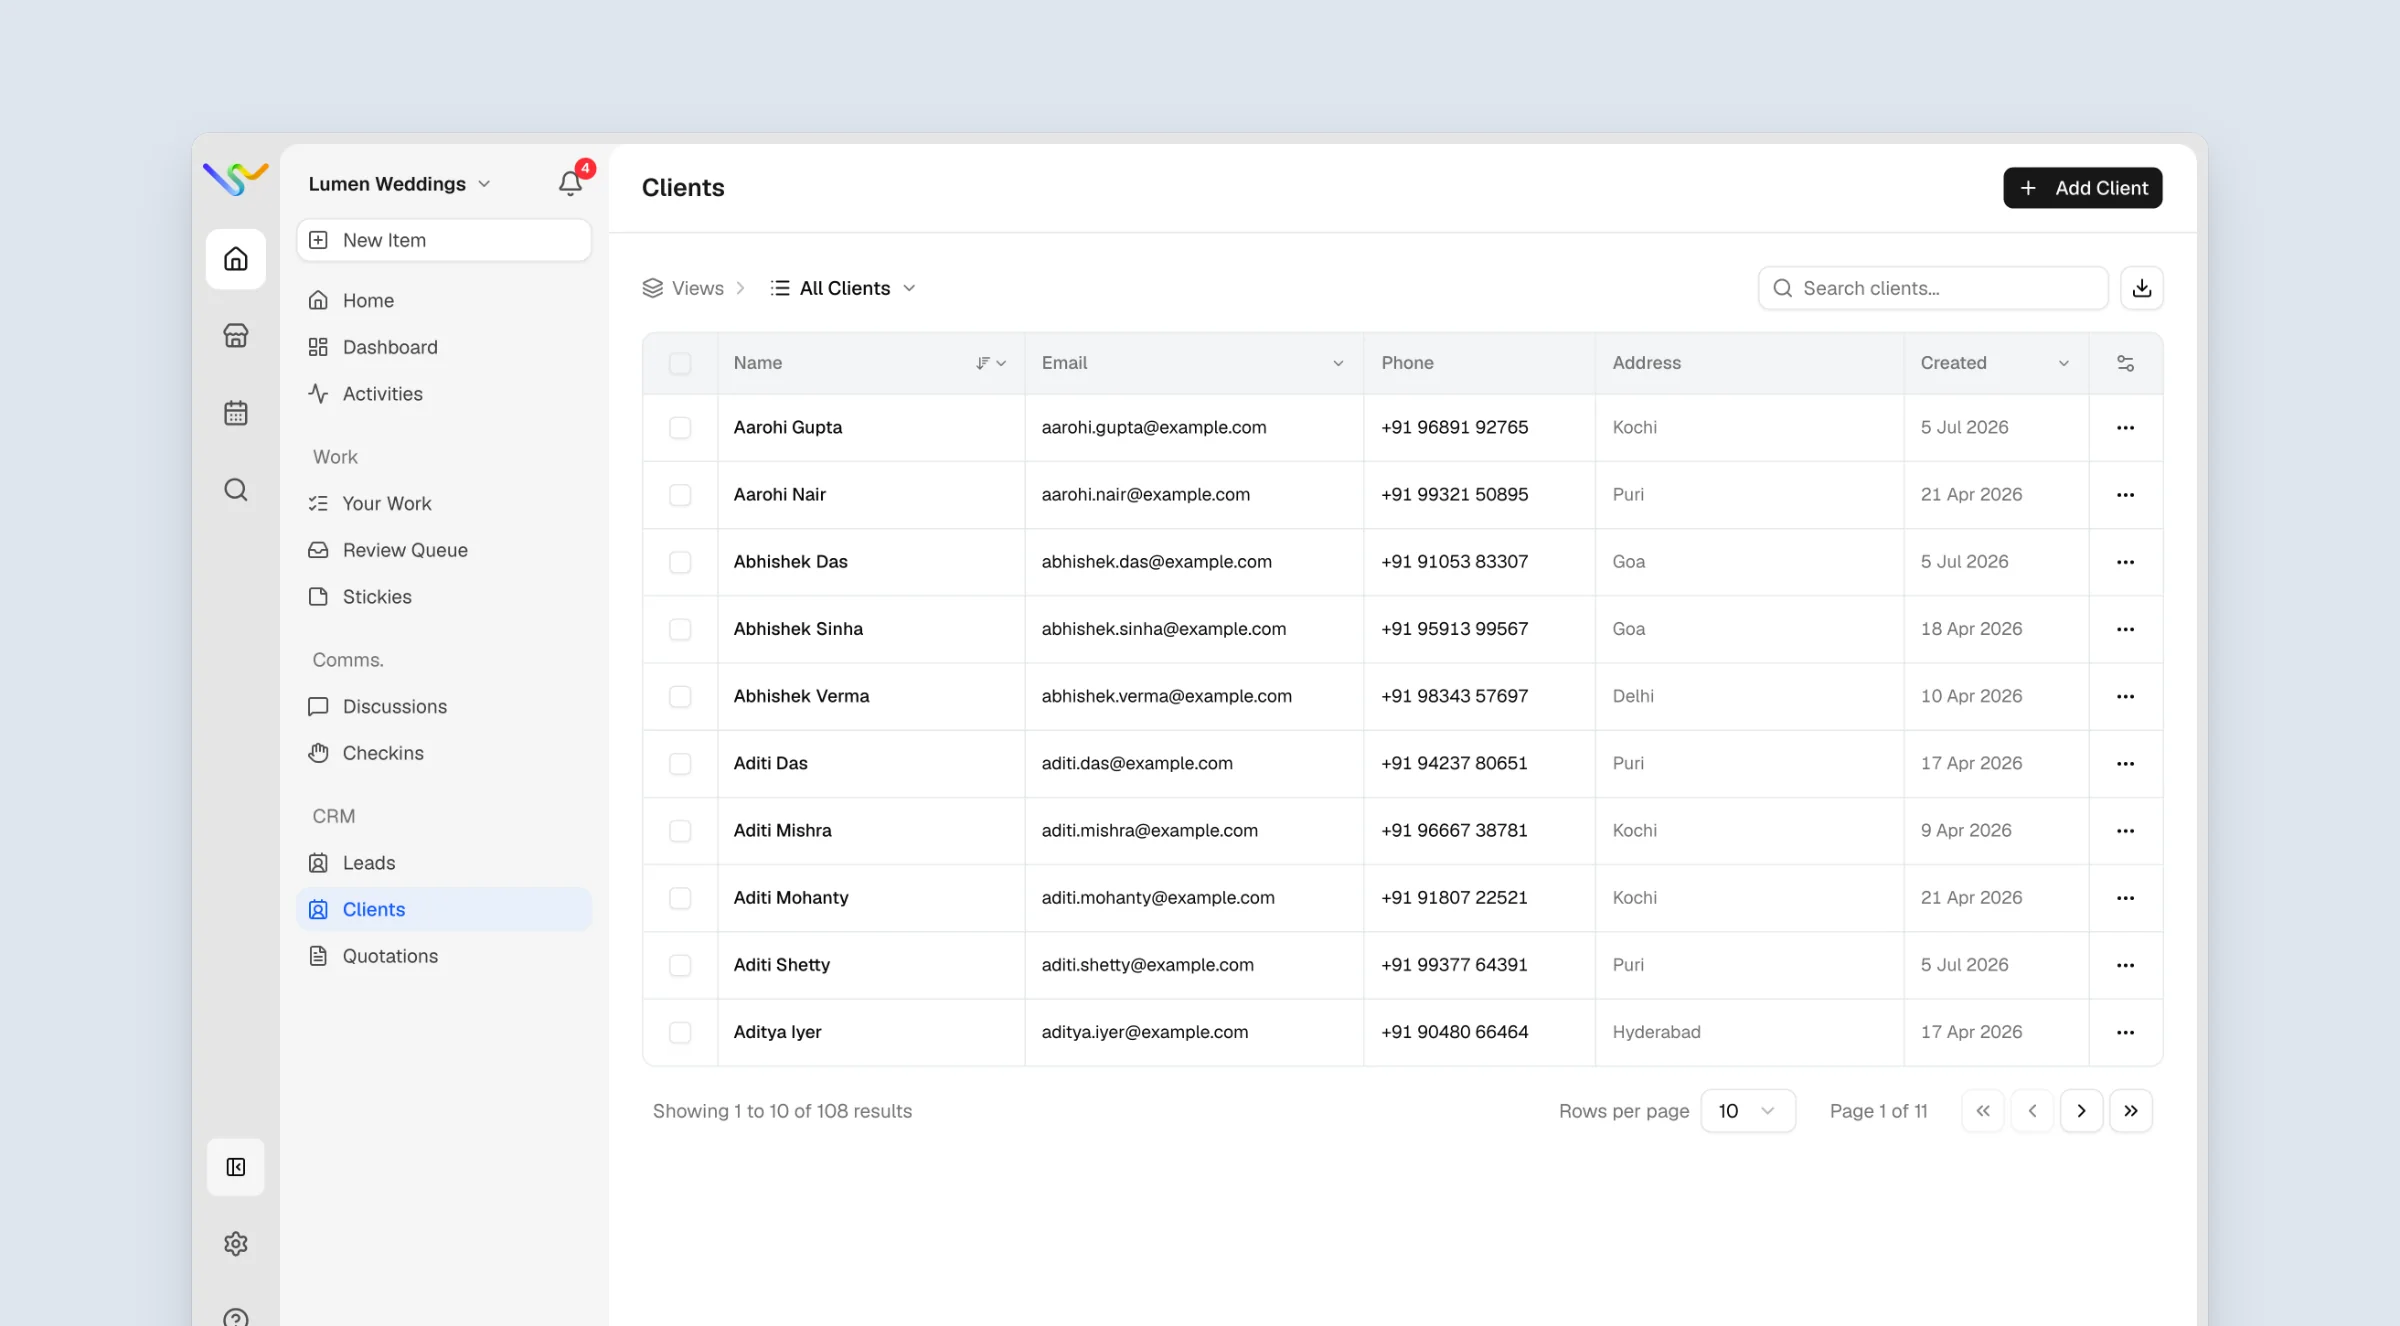 Lumen Weddings
4
New Item
Home
Dashboard
Activities
Work
Your Work
Review Queue
Stickies
Comms.
Discussions
Checkins
CRM
Leads
Clients
Quotations
Clients
Add Client
Views
All Clients
Search clients...
Name Email Phone Address Created
Aarohi Gupta aarohi.gupta@example.com +91 96891 92765 Kochi 5 Jul 2026
Aarohi Nair aarohi.nair@example.com +91 99321 50895 Puri 21 Apr 2026
Abhishek Das abhishek.das@example.com +91 91053 83307 Goa 5 Jul 2026
Abhishek Sinha abhishek.sinha@example.com +91 95913 99567 Goa 18 Apr 2026
Abhishek Verma abhishek.verma@example.com +91 98343 57697 Delhi 10 Apr 2026
Aditi Das aditi.das@example.com +91 94237 80651 Puri 17 Apr 2026
Aditi Mishra aditi.mishra@example.com +91 96667 38781 Kochi 9 Apr 2026
Aditi Mohanty aditi.mohanty@example.com +91 91807 22521 Kochi 21 Apr 2026
Aditi Shetty aditi.shetty@example.com +91 99377 64391 Puri 5 Jul 2026
Aditya Iyer aditya.iyer@example.com +91 90480 66464 Hyderabad 17 Apr 2026
Showing 1 to 10 of 108 results
Rows per page 10 Page 1 of 11